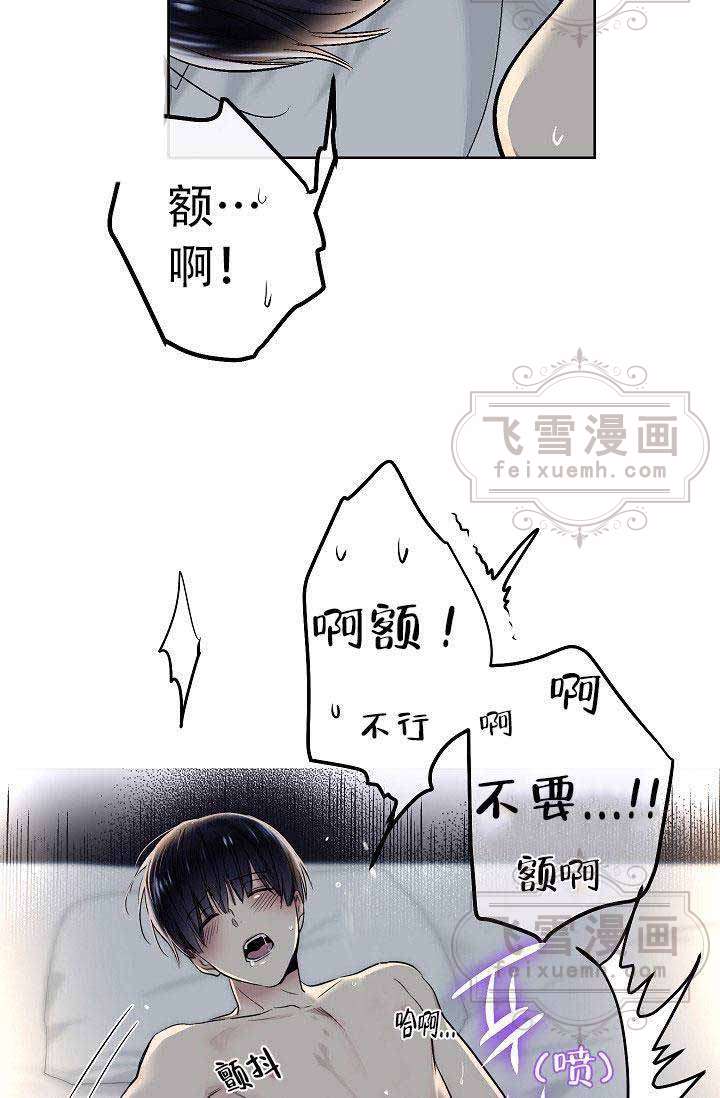 额…
啊！
飞雪漫画
feixuemh.com
啊额！
不行
啊
啊
不要...!!
额啊
飞雪漫画
feixuemh.com
哈啊...
颤抖
(喷)